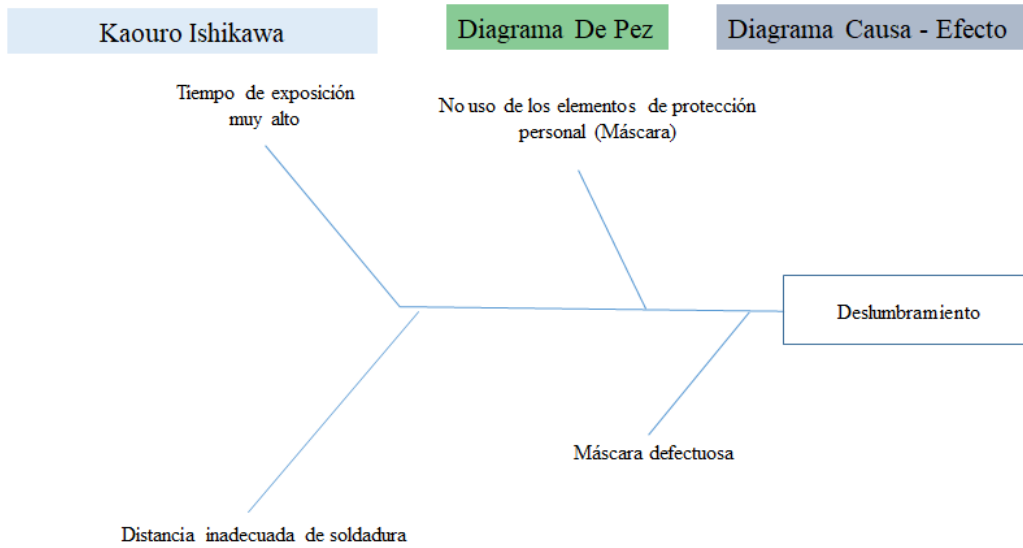 Kaouro Ishikawa
Diagrama De Pez
Diagrama Causa - Efecto
Tiempo de exposición
muy alto
No uso de los elementos de protección
personal (Máscara)
Deslumbramiento
Máscara defectuosa
Distancia inadecuada de soldadura